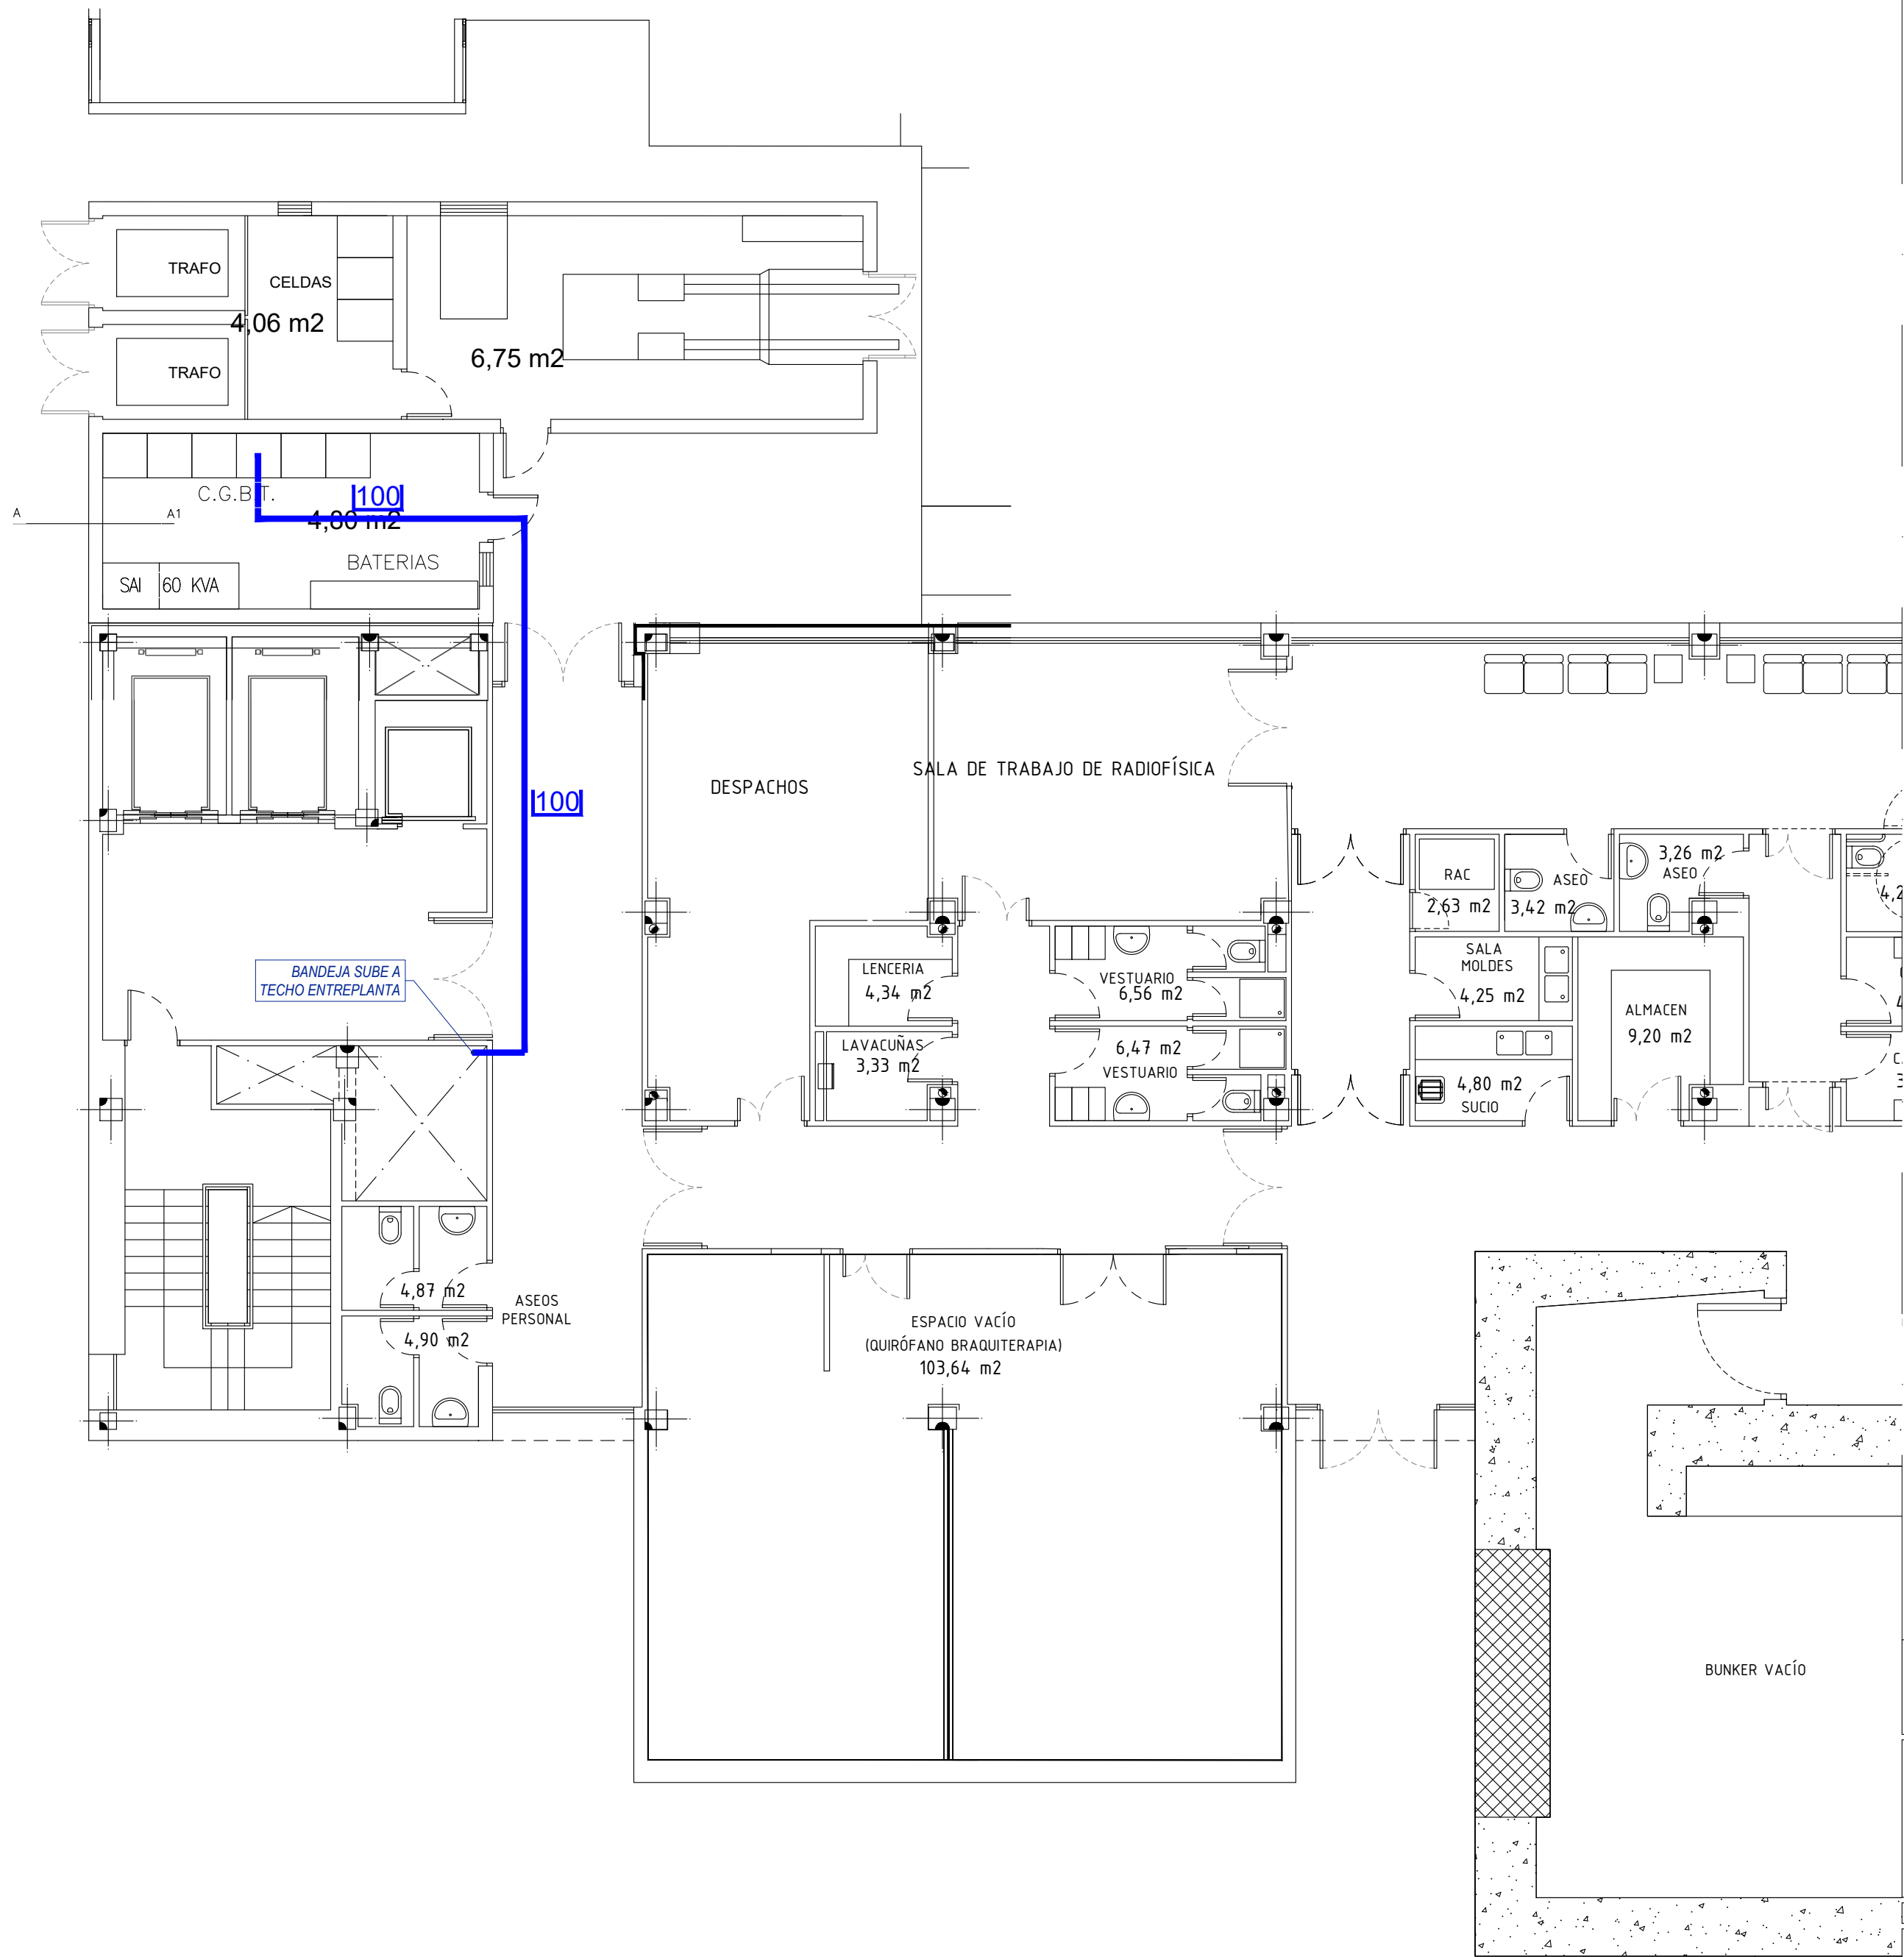 TRAFO
CELDAS
4,06 m2
6,75 m2
TRAFO
C.G.B.T.
100
A
A1
4,80 m2
BATERIAS
SAI 60 KVA
DESPACHOS
SALA DE TRABAJO DE RADIOFÍSICA
100
RAC
2,63 m2
ASEO
3,42 m2
3,26 m2
ASEO
BANDEJA SUBE A
TECHO ENTREPLANTA
LENCERIA
4,34 m2
LAVACUÑAS
3,33 m2
VESTUARIO
6,56 m2
6,47 m2
VESTUARIO
SALA
MOLDES
4,25 m2
4,80 m2
SUCIO
ALMACEN
9,20 m2
4,87 m2
4,90 m2
ASEOS
PERSONAL
ESPACIO VACÍO
(QUIRÓFANO BRAQUITERAPIA)
103,64 m2
BUNKER VACÍO